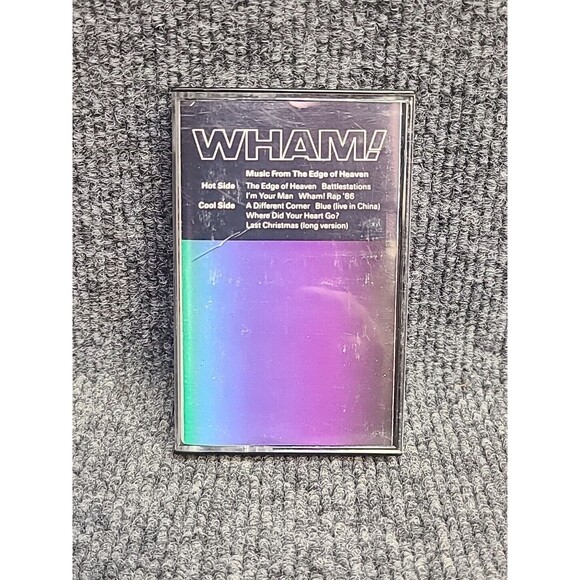 WHAM!
Music From The Edge of Heaven
Hot Side The Edge of Heaven Battlestations
I'm Your Man Wham! Rap '86
Cool Side A Different Corner Blue (live in China)
Where Did Your Heart Go?
Last Christmas (long version)